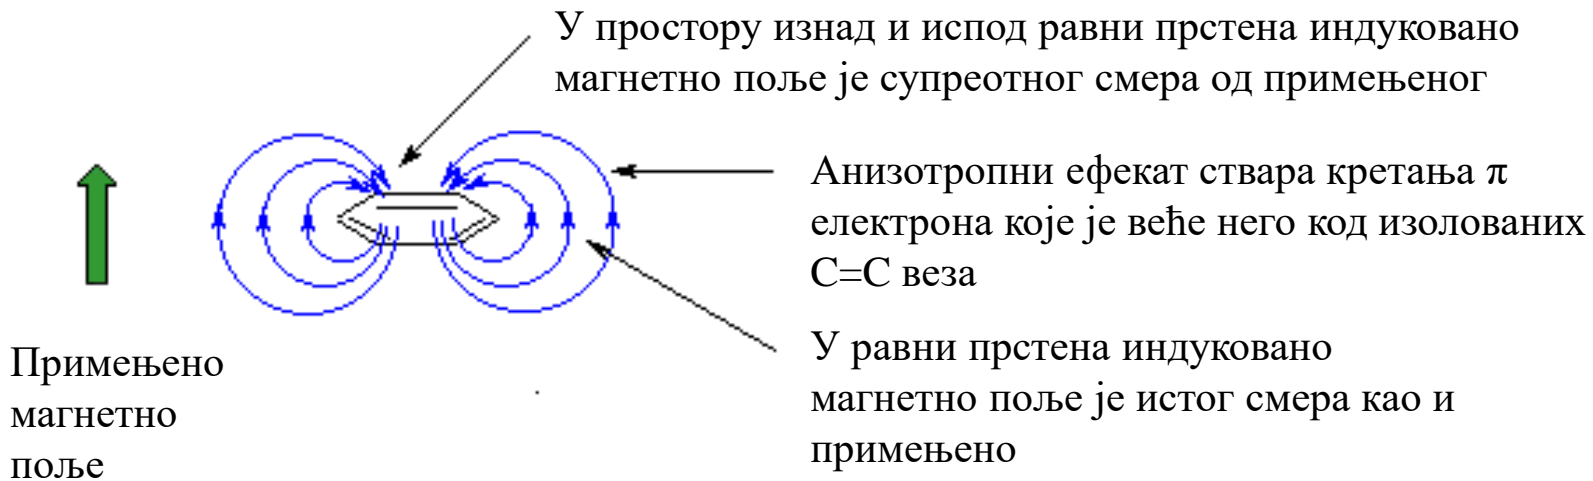 У простору изнад и испод равни прстена индуковано
магнетно поље је супреотног смера од примењеног
Анизотропни ефекат ствара кретања π
електрона које је веће него код изолованих
C=C веза
У равни прстена индуковано
магнетно поље је истог смера као и
примењено
Примењено
магнетно
поље